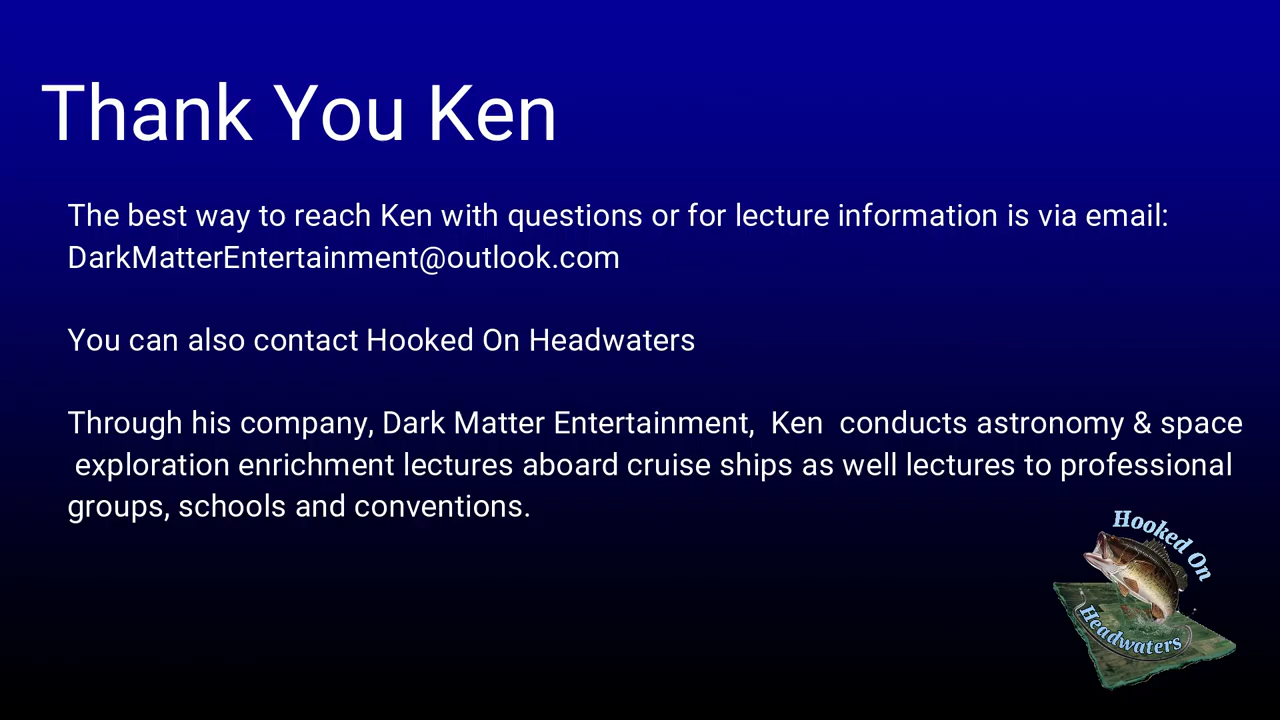 Thank You Ken
The best way to reach Ken with questions or for lecture information is via email:
DarkMatterEntertainment@outlook.com
You can also contact Hooked On Headwaters
Through his company, Dark Matter Entertainment,  Ken  conducts astronomy & space
exploration enrichment lectures aboard cruise ships as well lectures to professional
groups, schools and conventions.
Hooked On
Headwaters